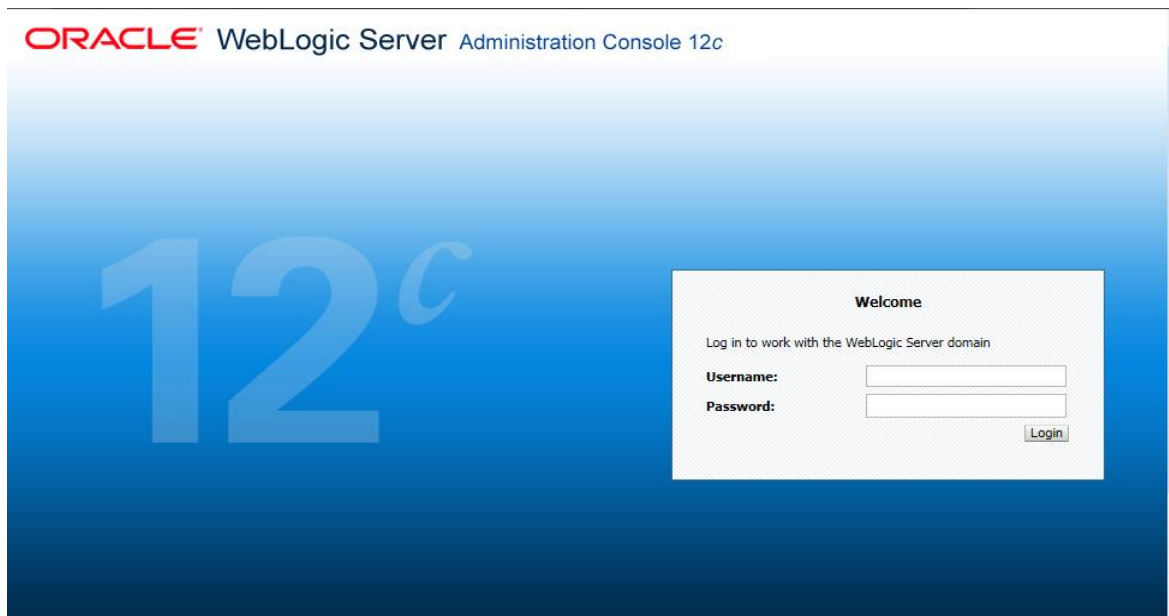 ORACLE WebLogic Server Administration Console 12c
12c
Welcome
Log in to work with the WebLogic Server domain
Username:
Password:
Login